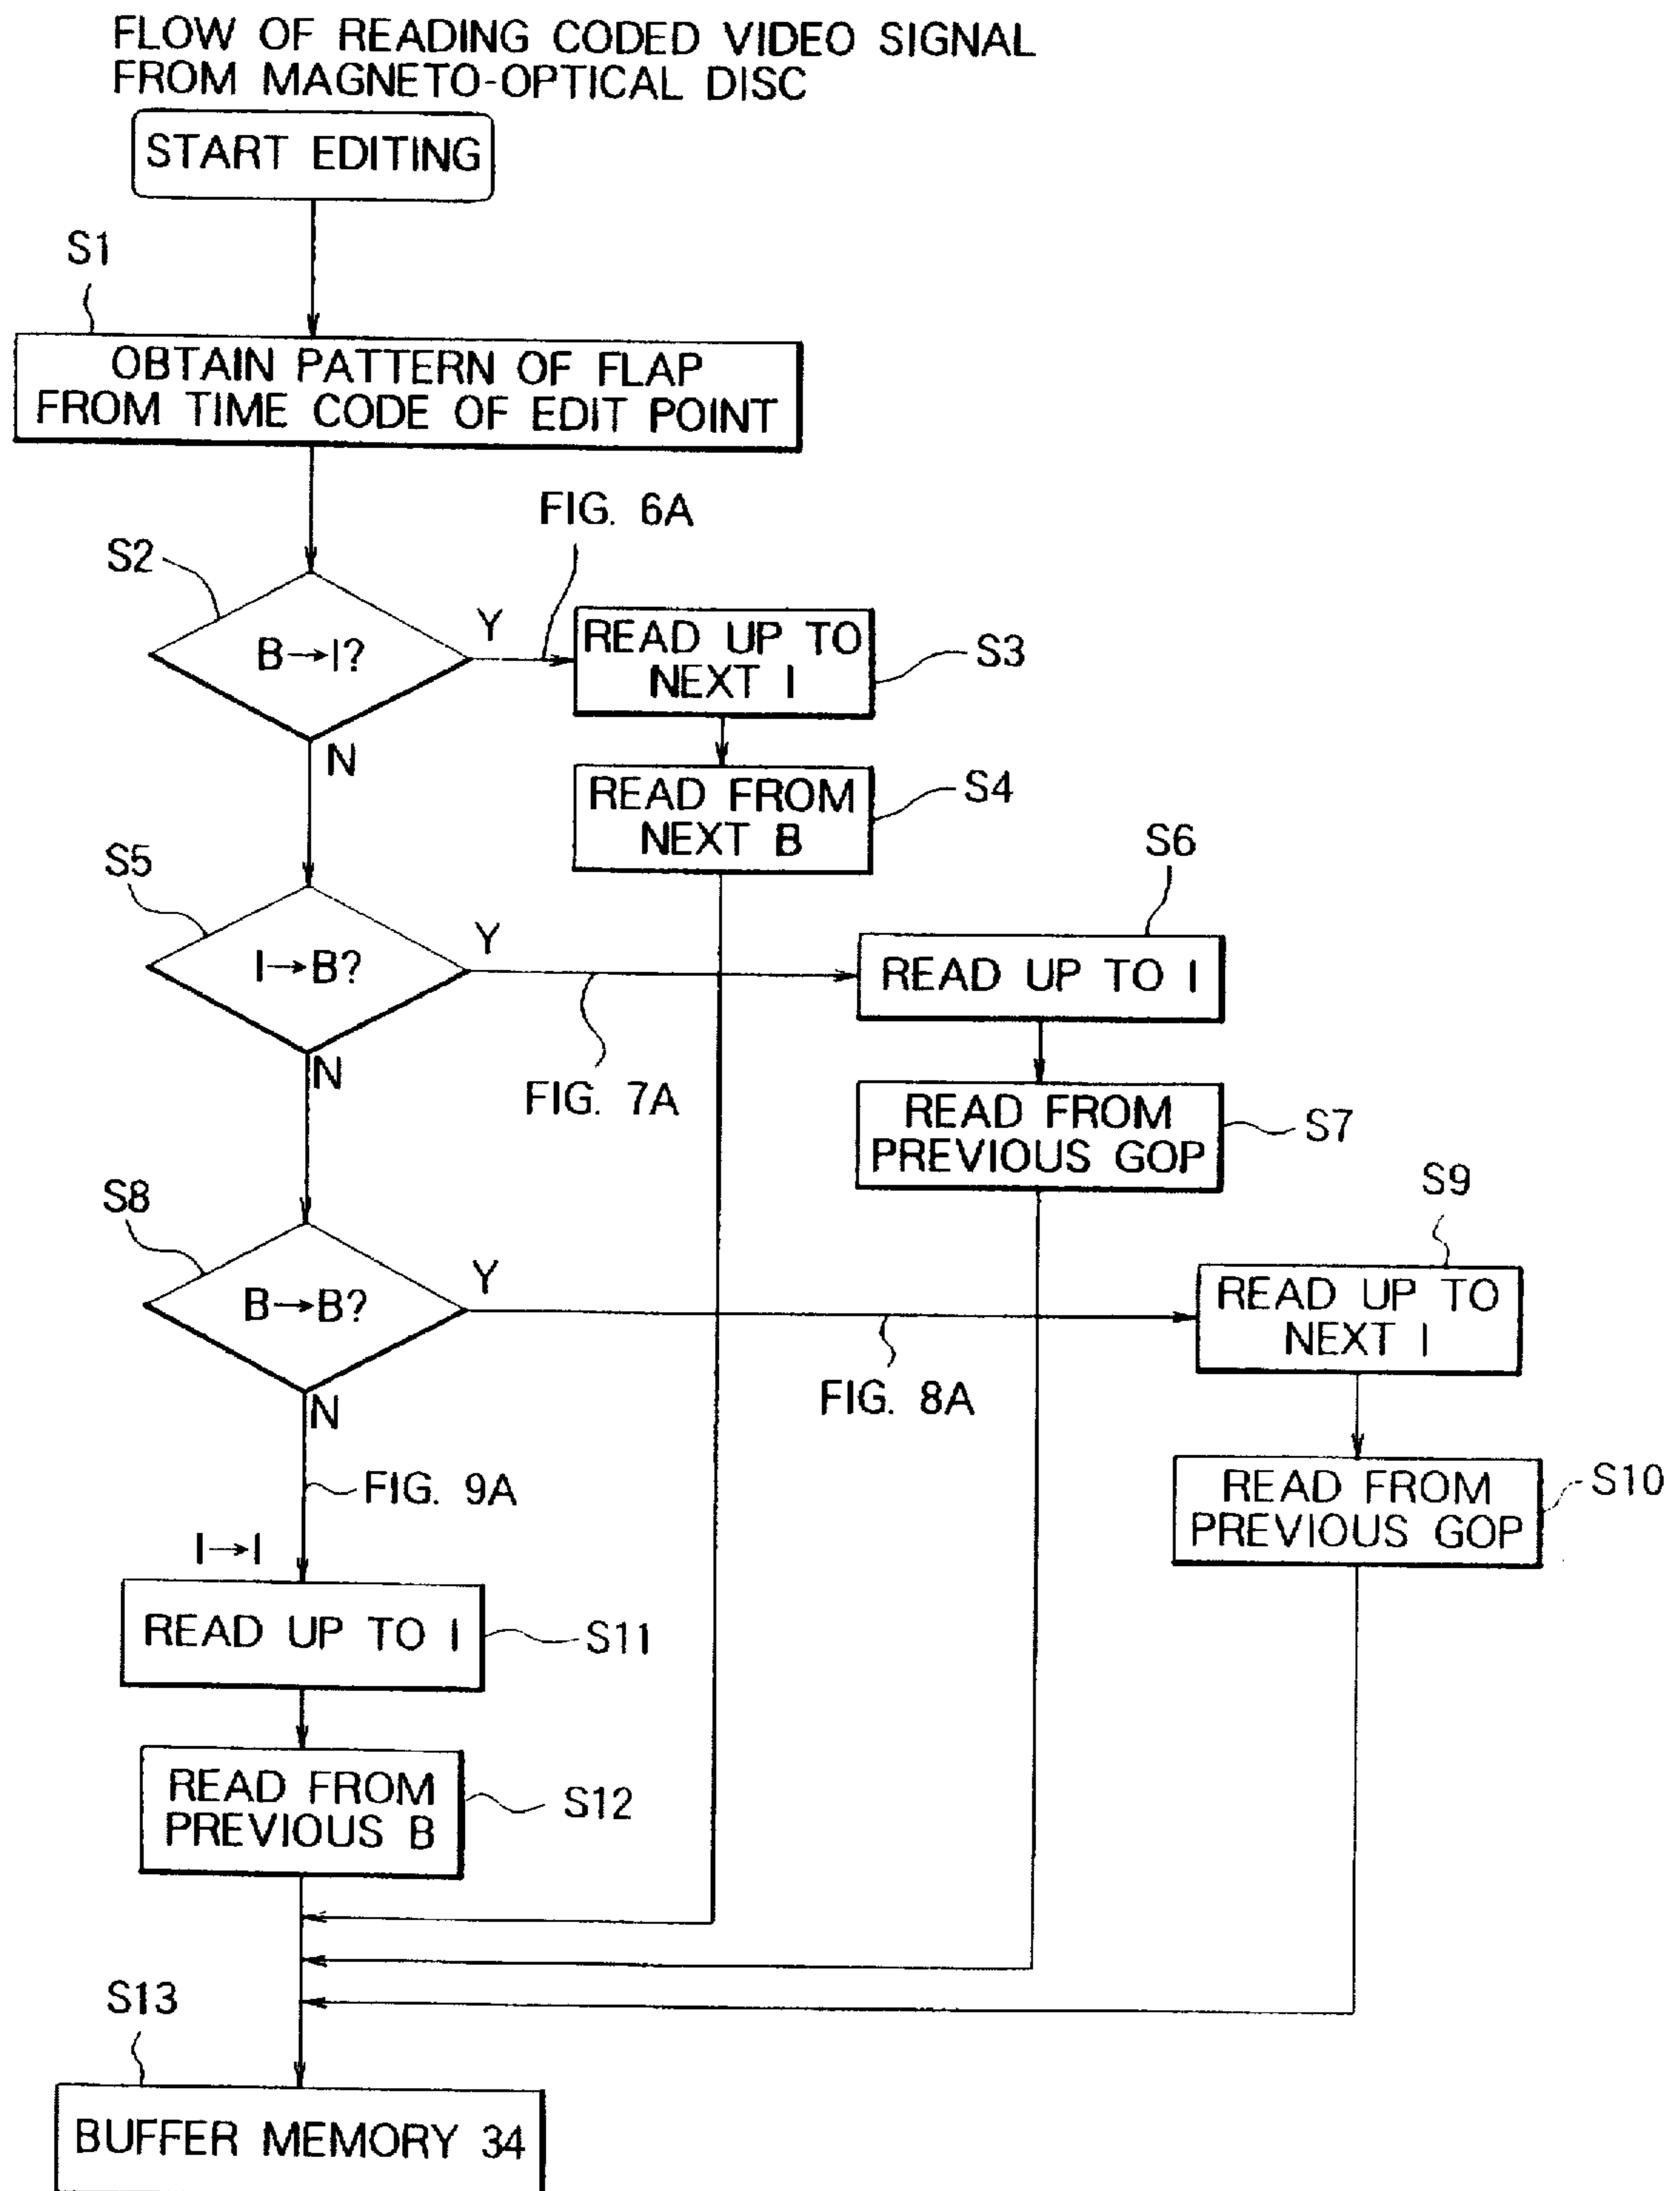 FLOW OF READING CODED VIDEO SIGNAL
FROM MAGNETO-OPTICAL DISC
START EDITING
S1
OBTAIN PATTERN OF FLAP
FROM TIME CODE OF EDIT POINT
FIG. 6A
S2
B→I?
Y
N
READ UP TO
NEXT I
S3
READ FROM
NEXT B
S4
S5
I→B?
Y
N
FIG. 7A
S6
READ UP TO I
READ FROM
PREVIOUS GOP
S7
S8
B→B?
Y
N
FIG. 8A
S9
READ UP TO
NEXT I
READ FROM
PREVIOUS GOP
S10
FIG. 9A
I→I
READ UP TO I
S11
READ FROM
PREVIOUS B
S12
S13
BUFFER MEMORY 34